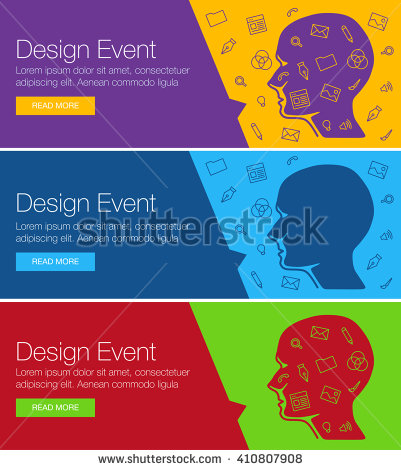 Design Event
Lorem ipsum dolor sit amet, consectetuer
adipiscing elit. Aenean commodo ligula
READ MORE
Design Event
Lorem ipsum dolor sit amet, consectetuer
adipiscing elit. Aenean commodo ligula
READ MORE
shutterstock
Design Event
Lorem ipsum dolor sit amet, consectetuer
adipiscing elit. Aenean commodo ligula
READ MORE
www.shutterstock.com · 410807908